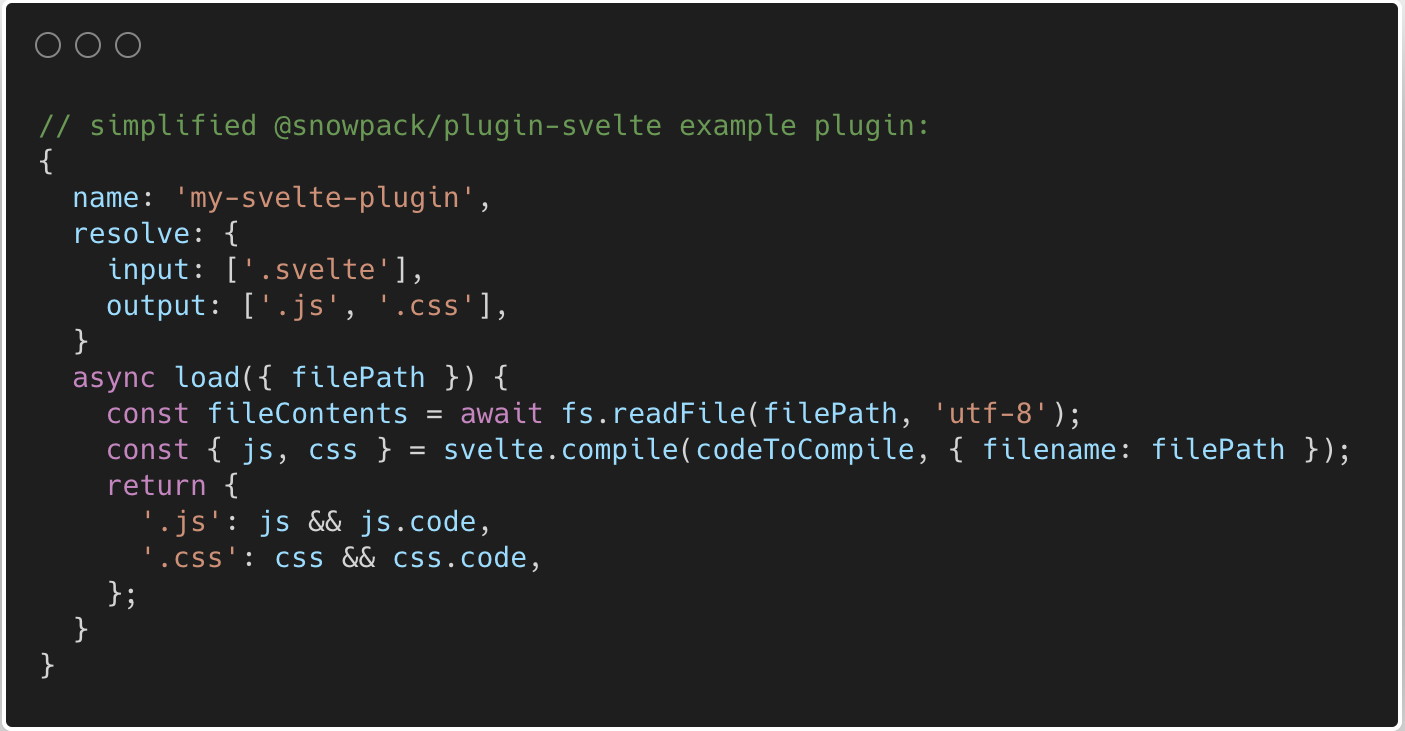 // simplified @snowpack/plugin-svelte example plugin:
{
  name: 'my-svelte-plugin',
  resolve: {
    input: ['.svelte'],
    output: ['.js', '.css'],
  }
  async load({ filePath }) {
    const fileContents = await fs.readFile(filePath, 'utf-8');
    const { js, css } = svelte.compile(codeToCompile, { filename: filePath });
    return {
      '.js': js && js.code,
      '.css': css && css.code,
    };
  }
}